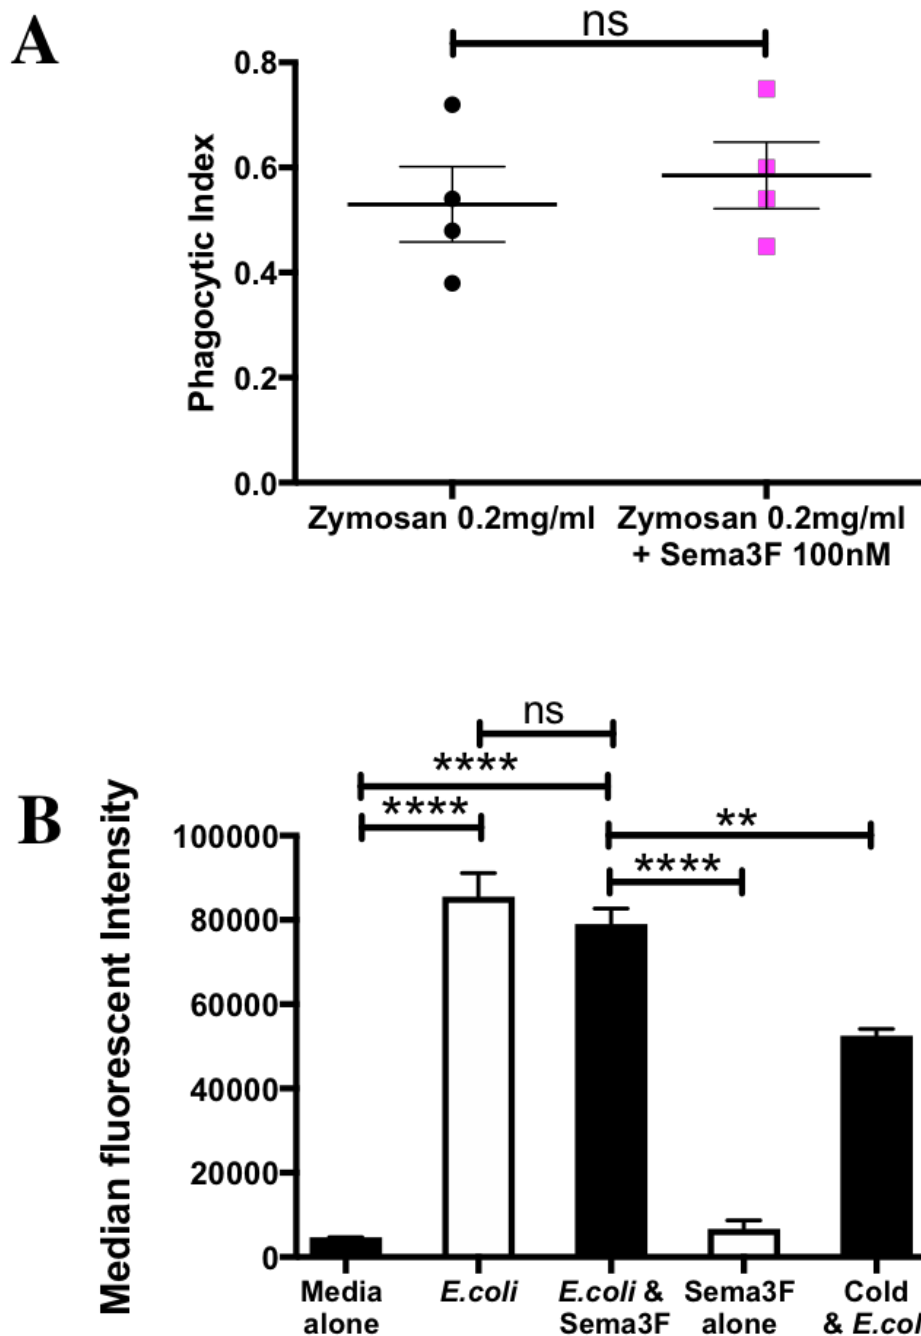 A
ns
0.8
0.6
0.4
0.2
0.0
Phagocytic Index
Zymosan 0.2mg/ml
Zymosan 0.2mg/ml
+ Sema3F 100nM
B
ns
****
****
**
****
Median fluorescent Intensity
100000
80000
60000
40000
20000
0
Media
alone
E.coli
E.coli &
Sema3F
Sema3F
alone
Cold
& E.coli